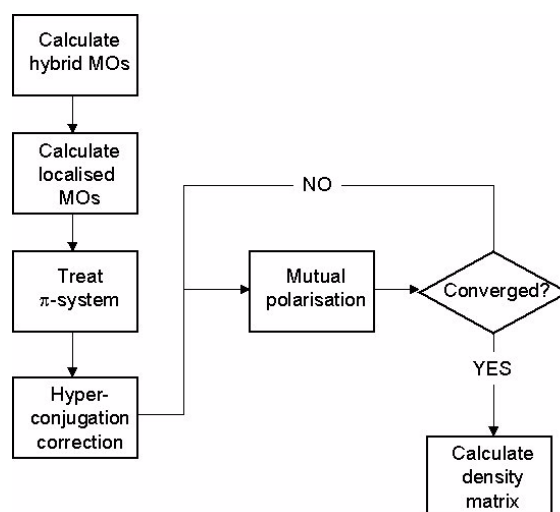 Calculate
hybrid MOs
Calculate
localised
MOs
Treat
π-system
Hyper-
conjugation
correction
NO
Mutual
polarisation
Converged?
YES
Calculate
density
matrix